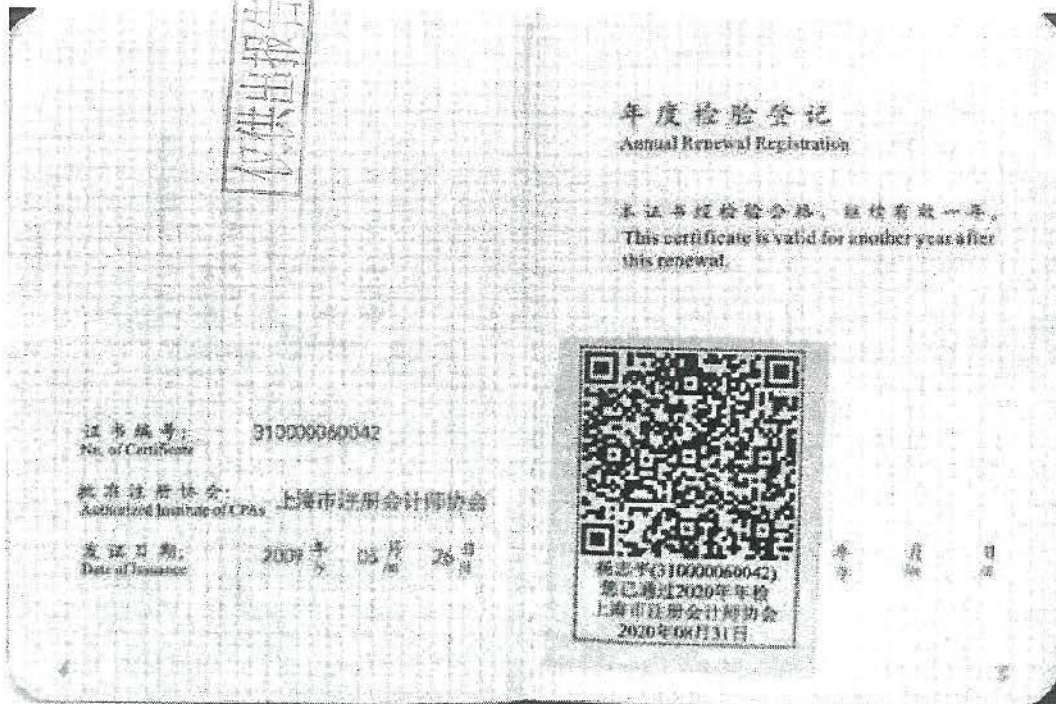 仅供出报
证书编号:
No. of Certificate
310000060042
批准注册协会:
Authorized Institute of CPAs
上海市注册会计师协会
发证日期:
Date of Issuance
2009 年 06 月 26 日
/y /m /d
4
年度检验登记
Annual Renewal Registration
本证书经检验合格，继续有效一年。
This certificate is valid for another year after
this renewal.
杨志平(310000060042)
您已通过2020年年检
上海市注册会计师协会
2020年08月31日
年 月 日
/y /m /d
5